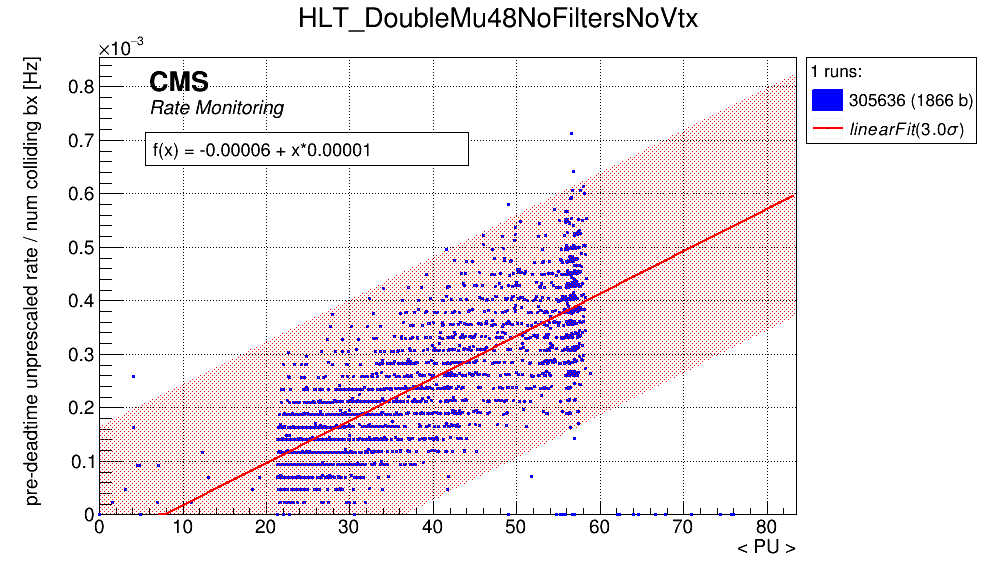 HLT_DoubleMu48NoFiltersNoVtx
×10⁻³
pre-deadtime unprescaled rate / num colliding bx [Hz]
CMS
Rate Monitoring
f(x) = -0.00006 + x*0.00001
0.8
0.7
0.6
0.5
0.4
0.3
0.2
0.1
0
0 10 20 30 40 50 60 70 80
< PU >
1 runs:
305636 (1866 b)
linearFit(3.0σ)